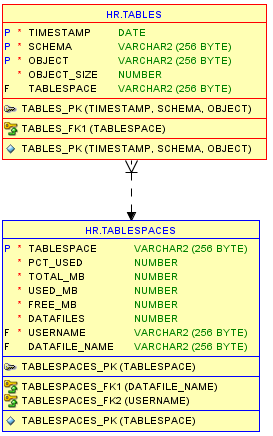 HR.TABLES
P * TIMESTAMP DATE
P * SCHEMA VARCHAR2 (256 BYTE)
P * OBJECT VARCHAR2 (256 BYTE)
* OBJECT_SIZE NUMBER
F TABLESPACE VARCHAR2 (256 BYTE)
TABLES_PK (TIMESTAMP, SCHEMA, OBJECT)
TABLES_FK1 (TABLESPACE)
TABLES_PK (TIMESTAMP, SCHEMA, OBJECT)
HR.TABLESPACES
P * TABLESPACE VARCHAR2 (256 BYTE)
* PCT_USED NUMBER
* TOTAL_MB NUMBER
* USED_MB NUMBER
* FREE_MB NUMBER
* DATAFILES NUMBER
F * USERNAME VARCHAR2 (256 BYTE)
F DATAFILE_NAME VARCHAR2 (256 BYTE)
TABLESPACES_PK (TABLESPACE)
TABLESPACES_FK1 (DATAFILE_NAME)
TABLESPACES_FK2 (USERNAME)
TABLESPACES_PK (TABLESPACE)